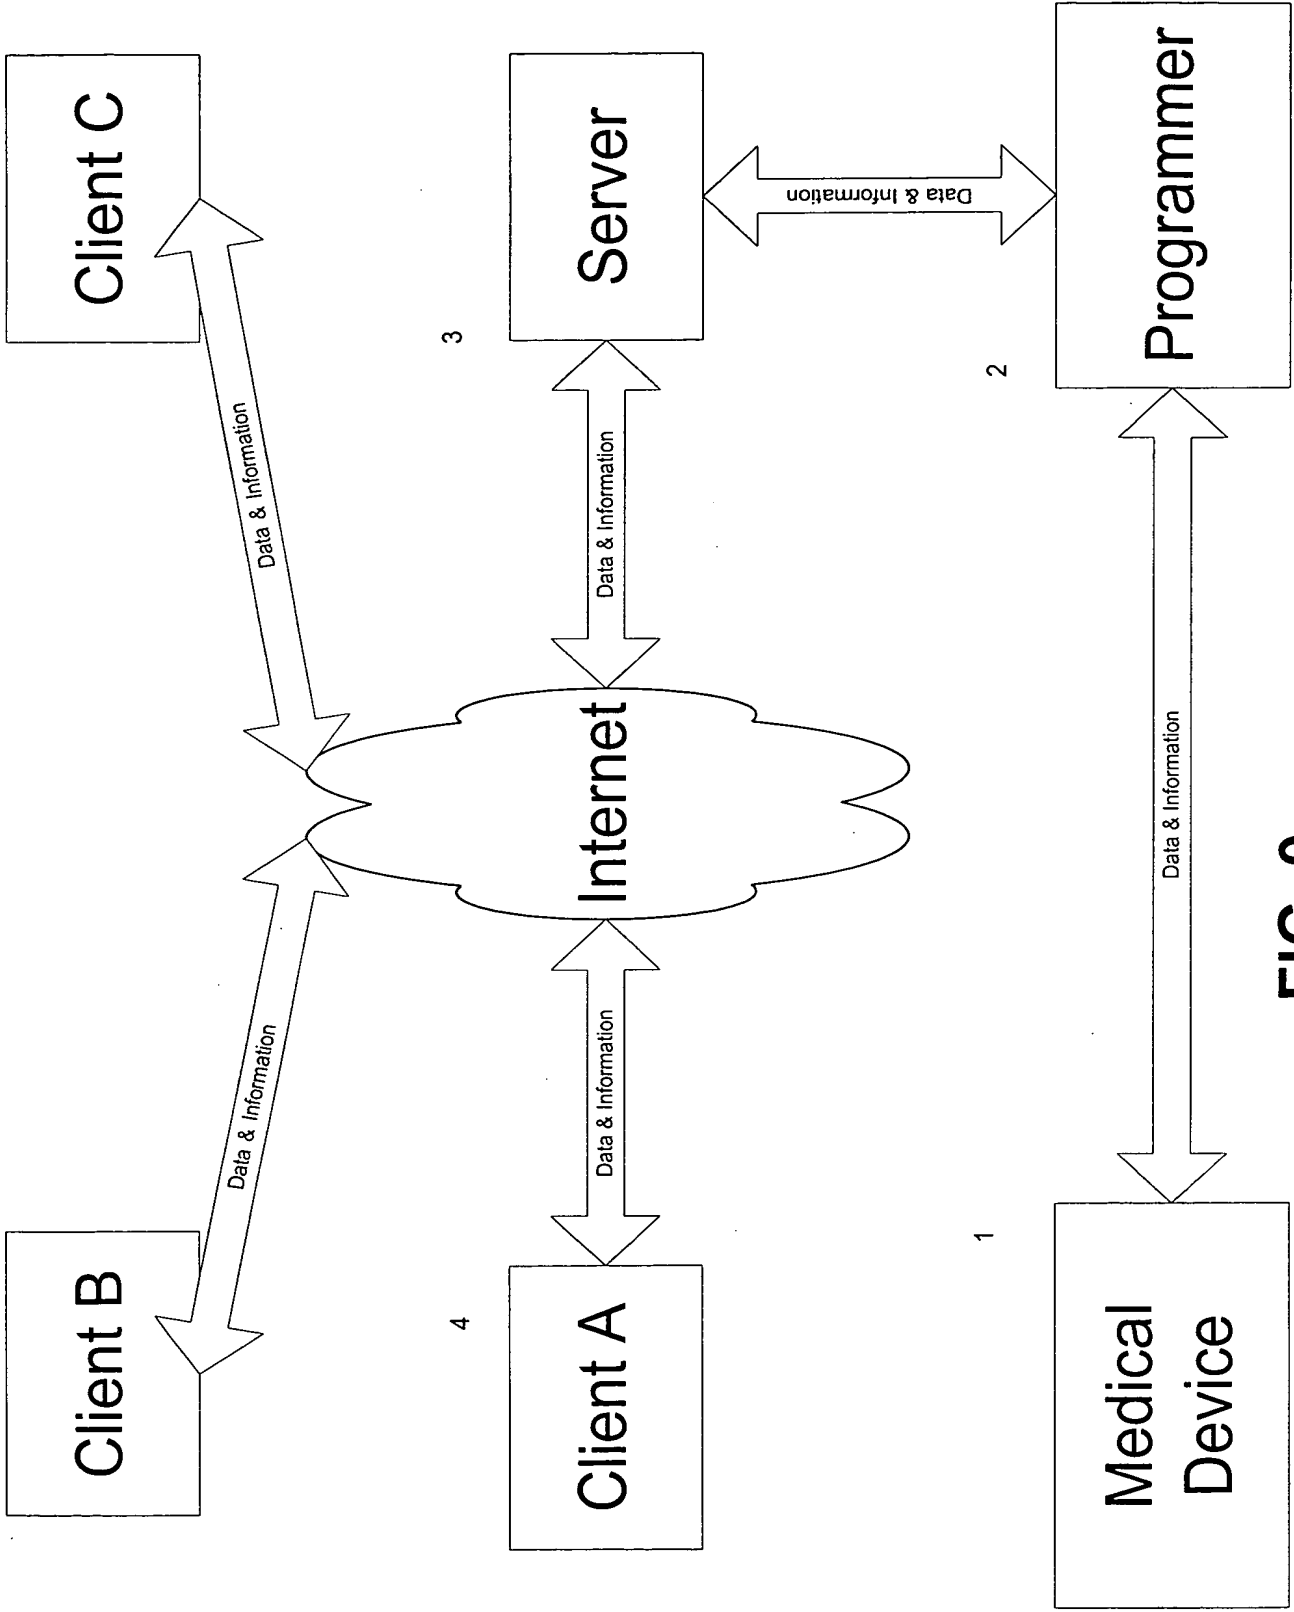 Client B
Client C
Data & Information
Data & Information
4
3
Client A
Data & Information
Internet
Data & Information
Server
Data & Information
1
2
Medical
Device
Data & Information
Programmer
FIG.